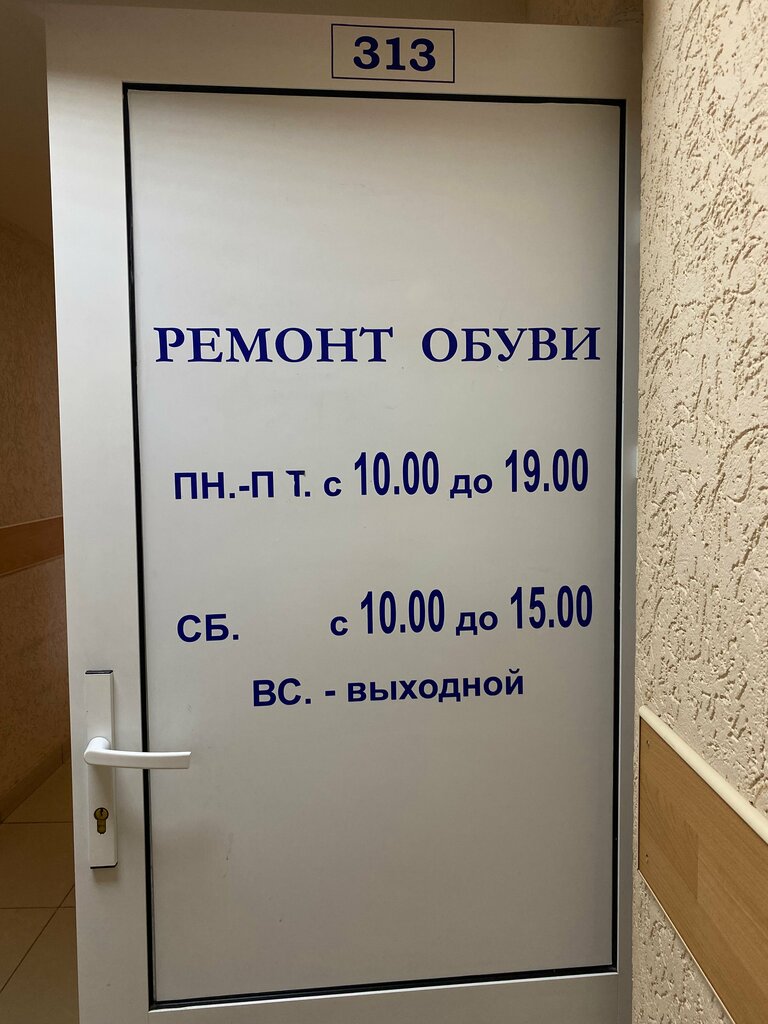 313
РЕМОНТ ОБУВИ
ПН.-П Т. с 10.00 до 19.00
СБ. с 10.00 до 15.00
ВС. - выходной